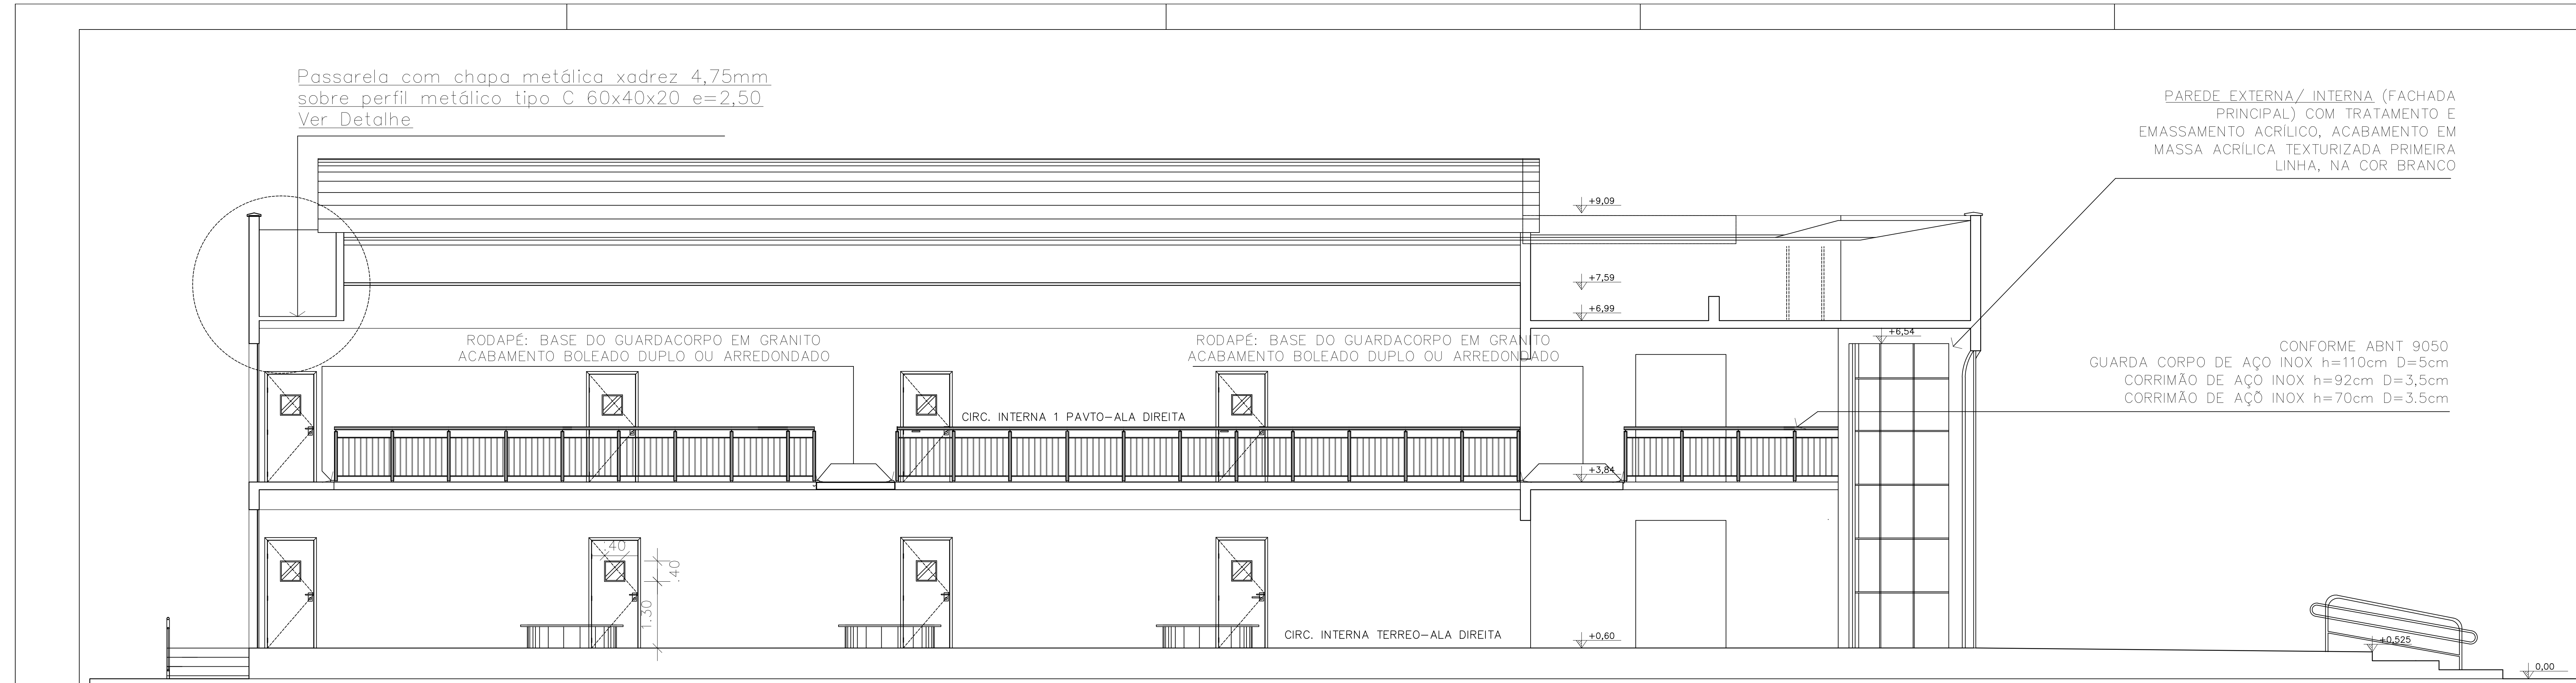 Passarela com chapa metálica xadrez 4,75mm
sobre perfil metálico tipo C 60x40x20 e=2,50
Ver Detalhe
PAREDE EXTERNA/ INTERNA (FACHADA
PRINCIPAL) COM TRATAMENTO E
EMASSAMENTO ACRÍLICO, ACABAMENTO EM
MASSA ACRÍLICA TEXTURIZADA PRIMEIRA
LINHA, NA COR BRANCO
+9,09
+7,59
+6,99
+6,54
RODAPÉ: BASE DO GUARDACORPO EM GRANITO
ACABAMENTO BOLEADO DUPLO OU ARREDONDADO
RODAPÉ: BASE DO GUARDACORPO EM GRANITO
ACABAMENTO BOLEADO DUPLO OU ARREDONDADO
CONFORME ABNT 9050
GUARDA CORPO DE AÇO INOX h=110cm D=5cm
CORRIMÃO DE AÇO INOX h=92cm D=3,5cm
CORRIMÃO DE AÇÕ INOX h=70cm D=3.5cm
CIRC. INTERNA 1 PAVTO-ALA DIREITA
+3,84
.40
.40
1.30
CIRC. INTERNA TERREO-ALA DIREITA
+0,60
+0,525
0,00